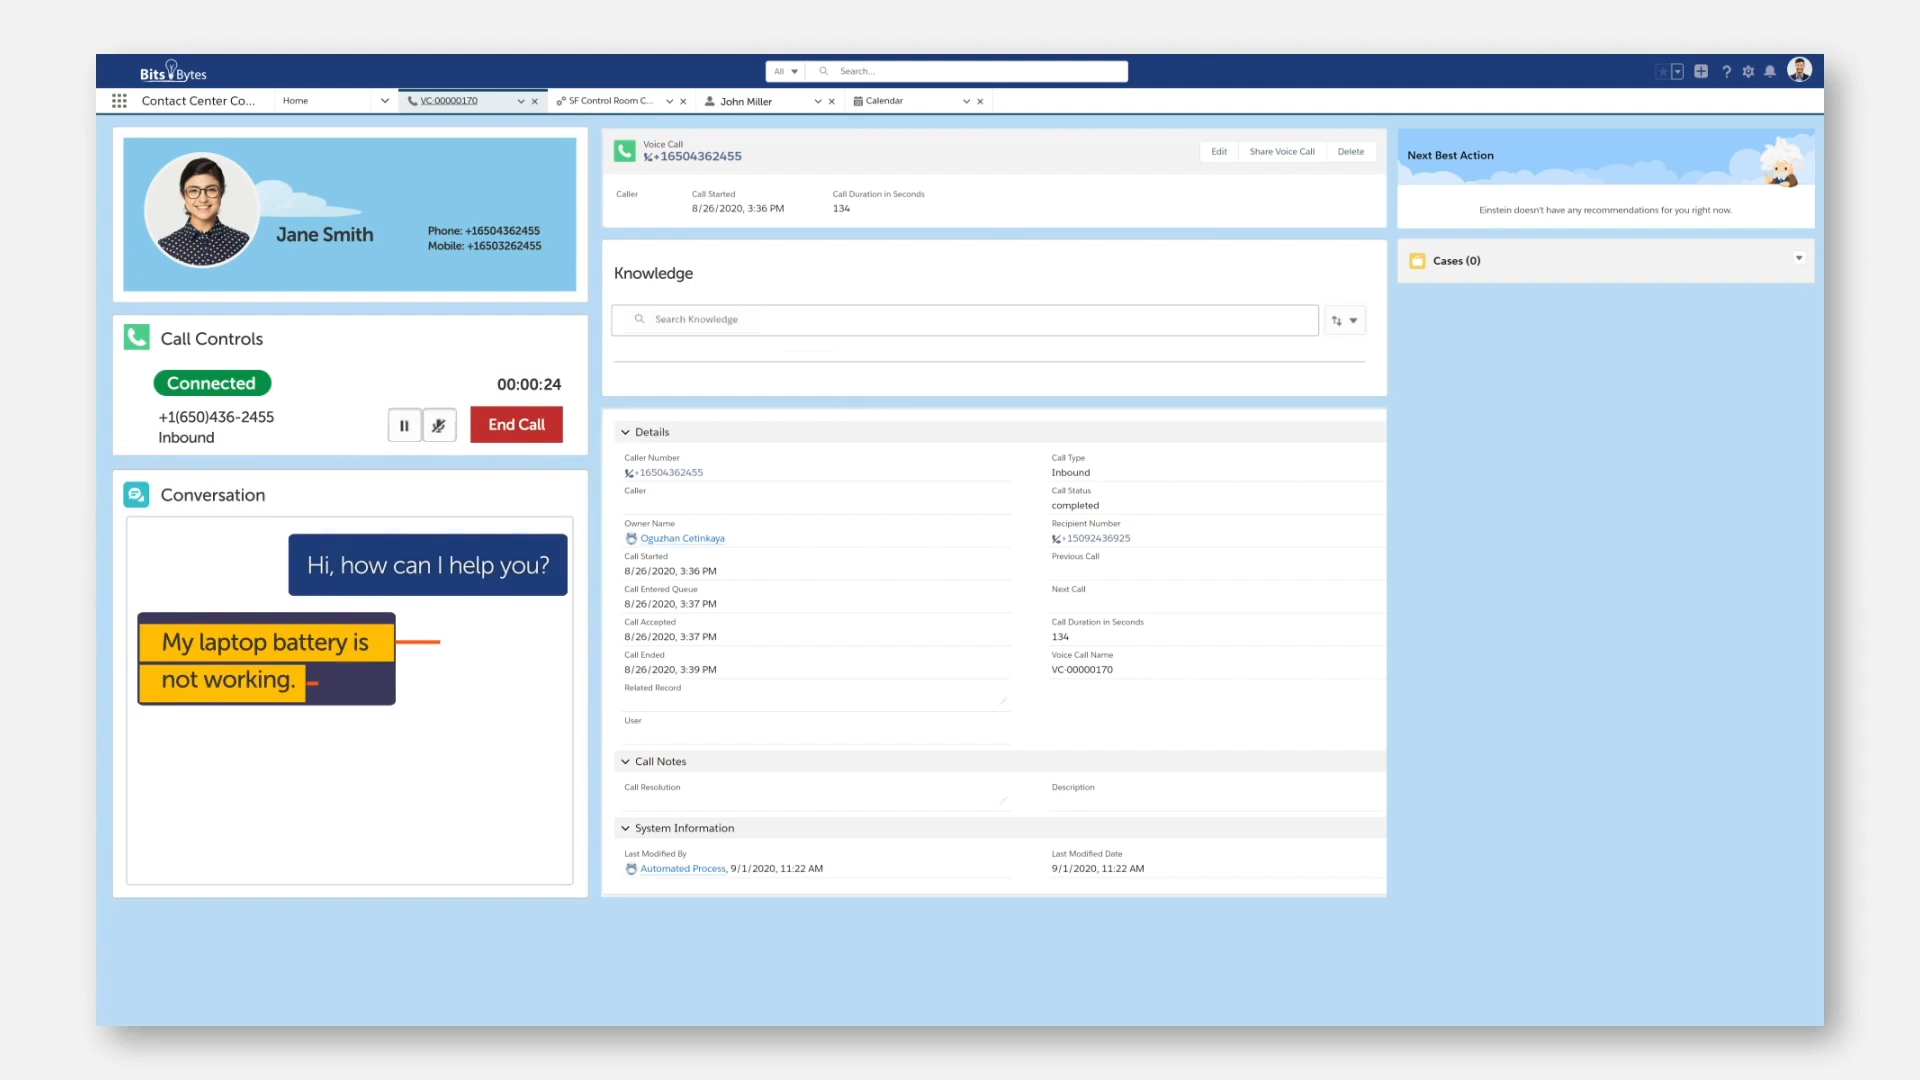 Bits Bytes
All
Search...
?
Contact Center Co...
Home
VC-00000170
SF Control Room C...
John Miller
Calendar
Jane Smith
Phone: +16504362455
Mobile: +16503262455
Call Controls
Connected
00:00:24
+1(650)436-2455
Inbound
End Call
Conversation
Hi, how can I help you?
My laptop battery is
not working.
Voice Call
+16504362455
Edit
Share Voice Call
Delete
Caller
Call Started
Call Duration in Seconds
8/26/2020, 3:36 PM
134
Knowledge
Search Knowledge
Details
Caller Number
+16504362455
Caller
Owner Name
Oguzhan Cetinkaya
Call Started
8/26/2020, 3:36 PM
Call Entered Queue
8/26/2020, 3:37 PM
Call Accepted
8/26/2020, 3:37 PM
Call Ended
8/26/2020, 3:39 PM
Related Record
User
Call Type
Inbound
Call Status
completed
Recipient Number
+15092436925
Previous Call
Next Call
Call Duration in Seconds
134
Voice Call Name
VC-00000170
Call Notes
Call Resolution
Description
System Information
Last Modified By
Automated Process, 9/1/2020, 11:22 AM
Last Modified Date
9/1/2020, 11:22 AM
Next Best Action
Einstein doesn't have any recommendations for you right now.
Cases (0)